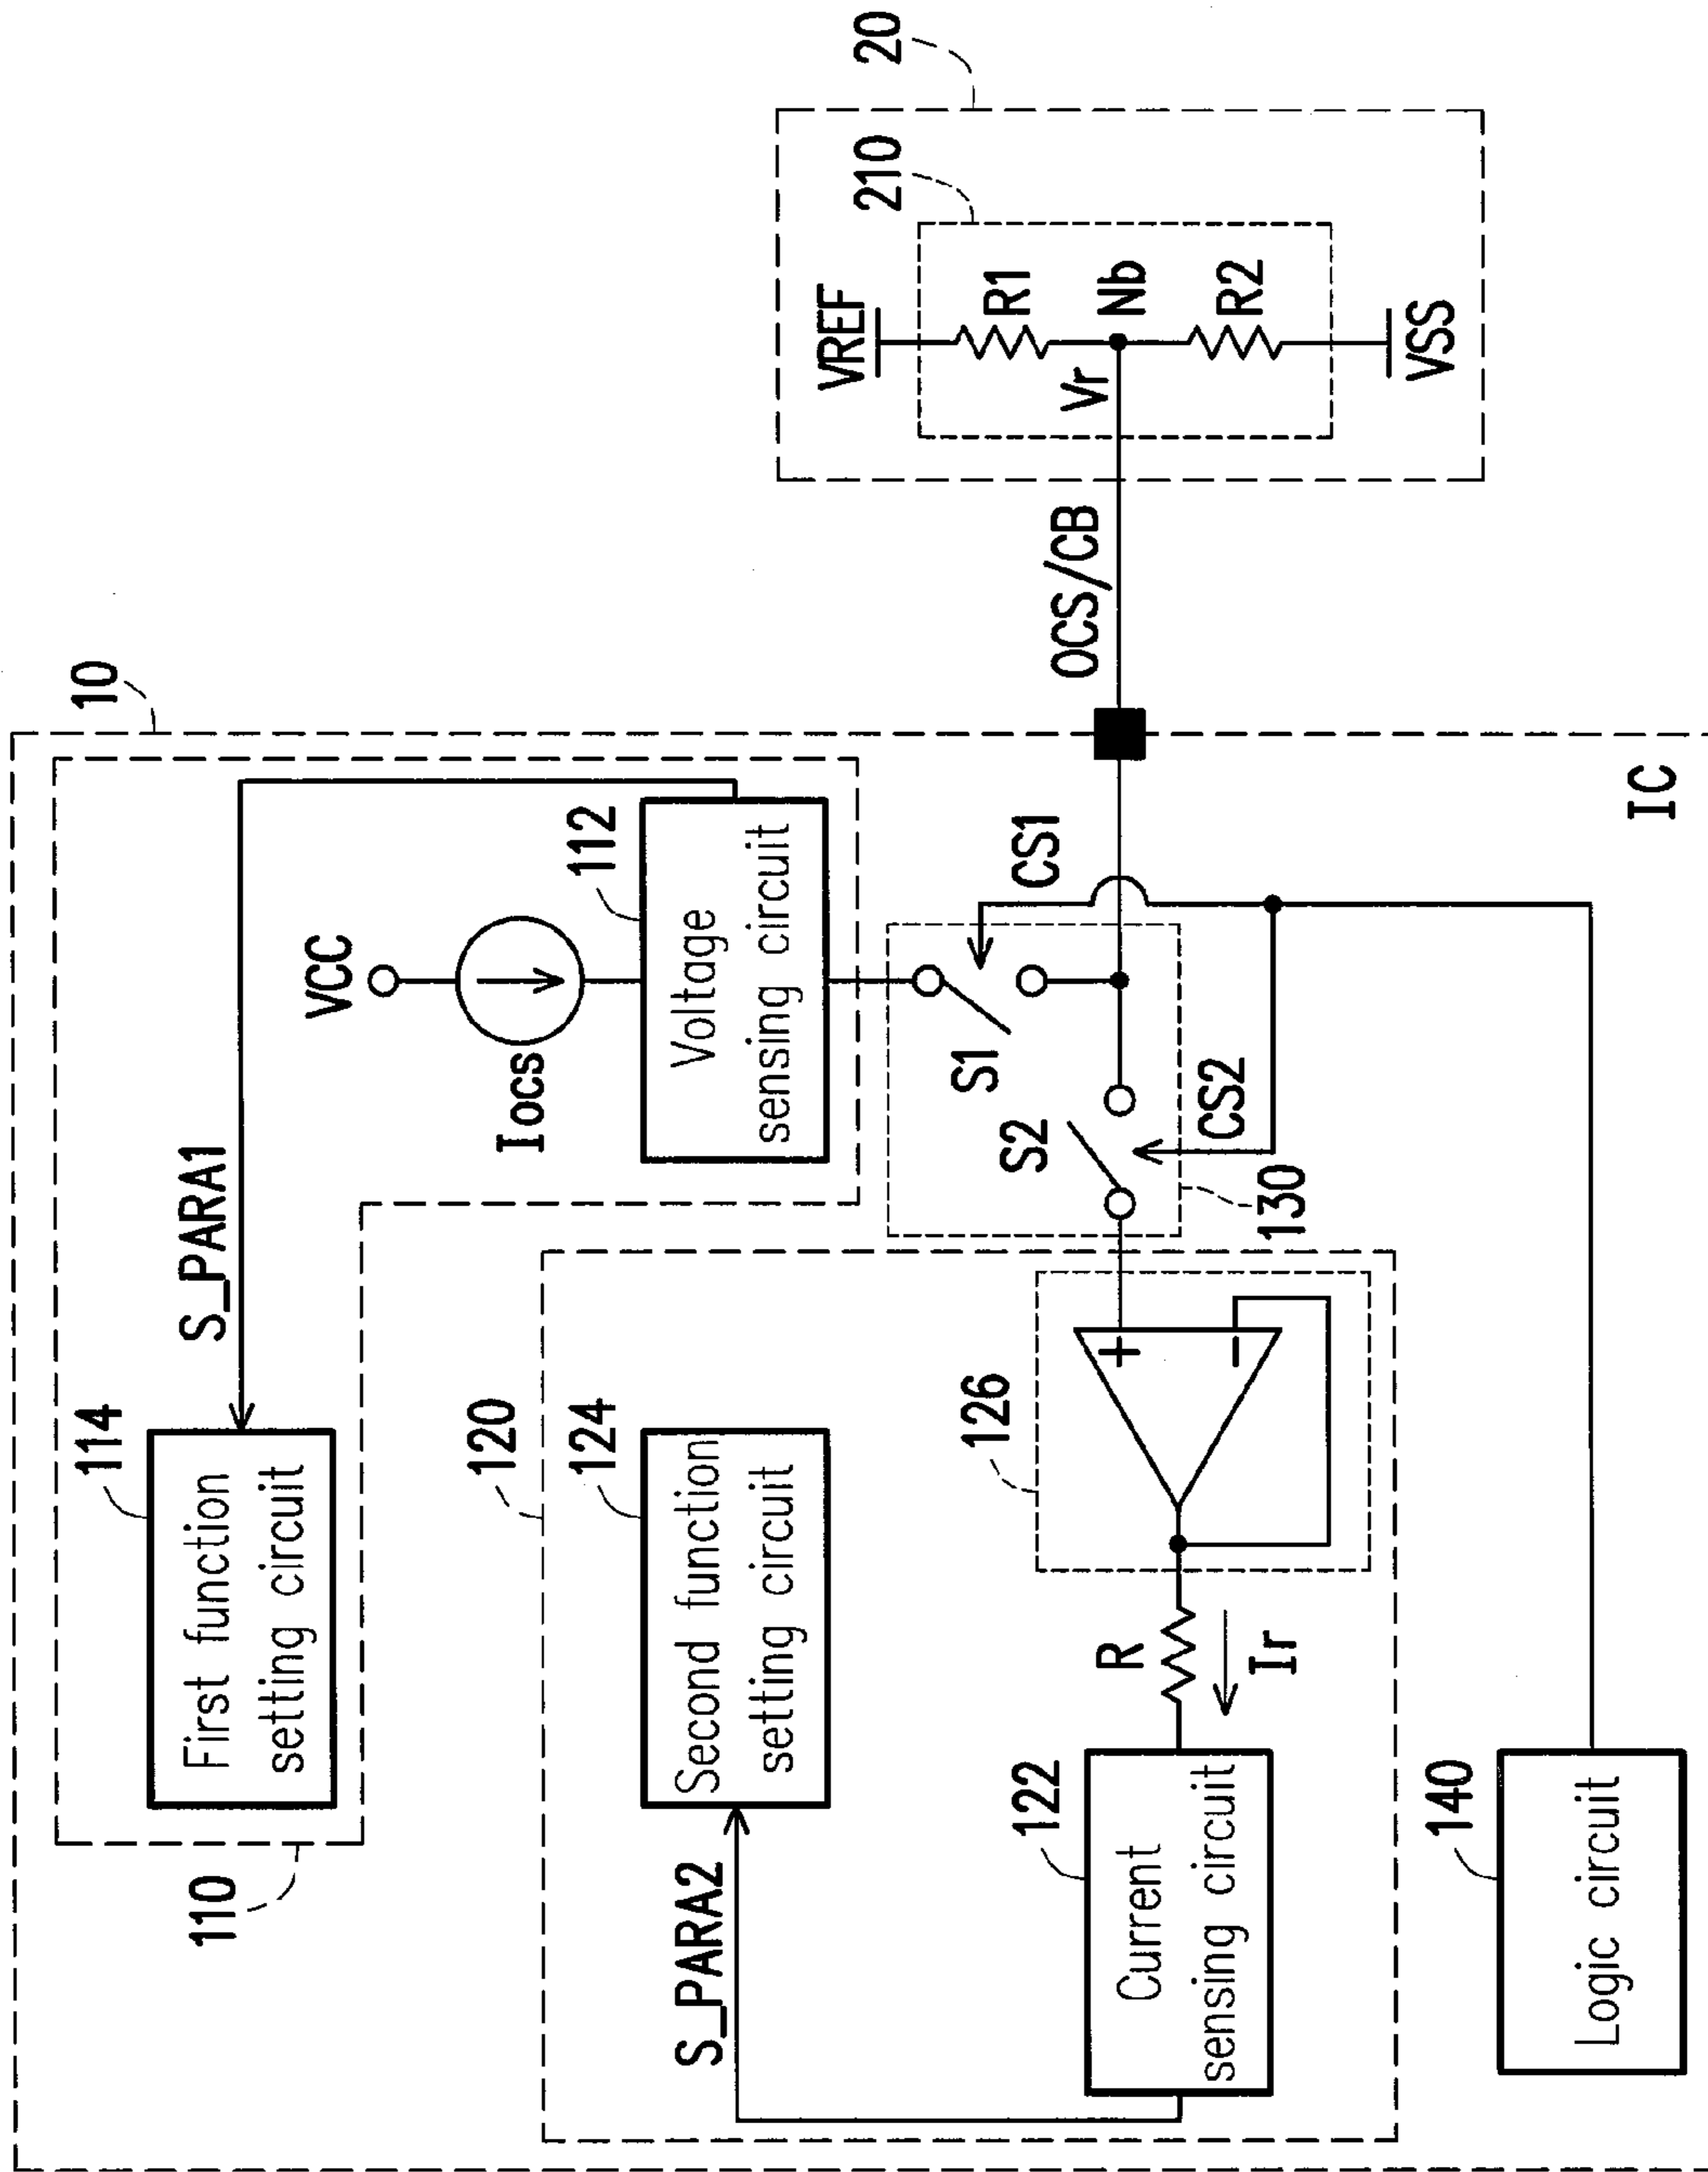 10
20
110
114
First function
setting circuit
S_PARA1
VCC
Iocs
112
Voltage
sensing circuit
120
124
Second function
setting circuit
S_PARA2
122
Current
sensing circuit
R
Ir
126
+
−
S1
S2
CS1
CS2
130
OCS/CB
210
VREF
R1
Vr
Nb
R2
VSS
140
Logic circuit
IC